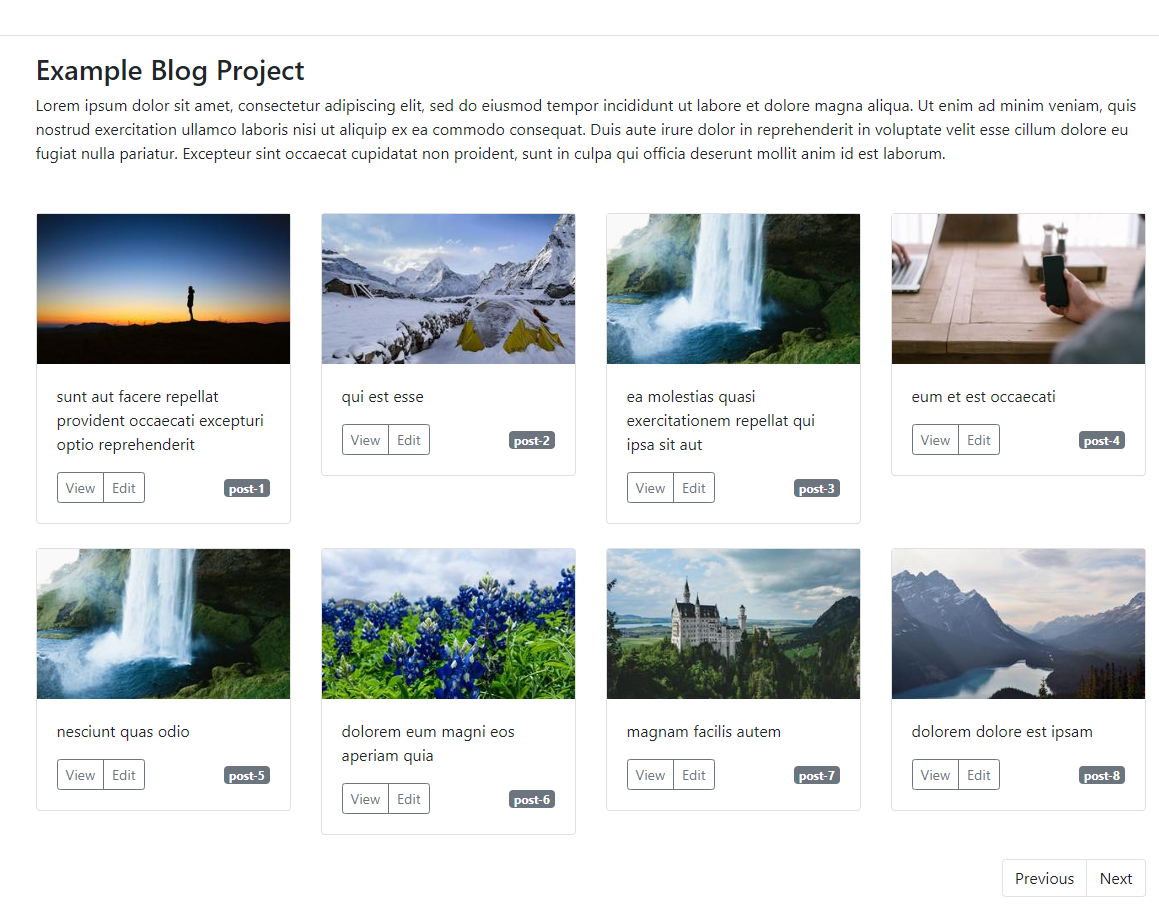 Example Blog Project
Lorem ipsum dolor sit amet, consectetur adipiscing elit, sed do eiusmod tempor incididunt ut labore et dolore magna aliqua. Ut enim ad minim veniam, quis
nostrud exercitation ullamco laboris nisi ut aliquip ex ea commodo consequat. Duis aute irure dolor in reprehenderit in voluptate velit esse cillum dolore eu
fugiat nulla pariatur. Excepteur sint occaecat cupidatat non proident, sunt in culpa qui officia deserunt mollit anim id est laborum.
sunt aut facere repellat
provident occaecati excepturi
optio reprehenderit
View Edit post-1
qui est esse
View Edit post-2
ea molestias quasi
exercitationem repellat qui
ipsa sit aut
View Edit post-3
eum et est occaecati
View Edit post-4
nesciunt quas odio
View Edit post-5
dolorem eum magni eos
aperiam quia
View Edit post-6
magnam facilis autem
View Edit post-7
dolorem dolore est ipsam
View Edit post-8
Previous Next